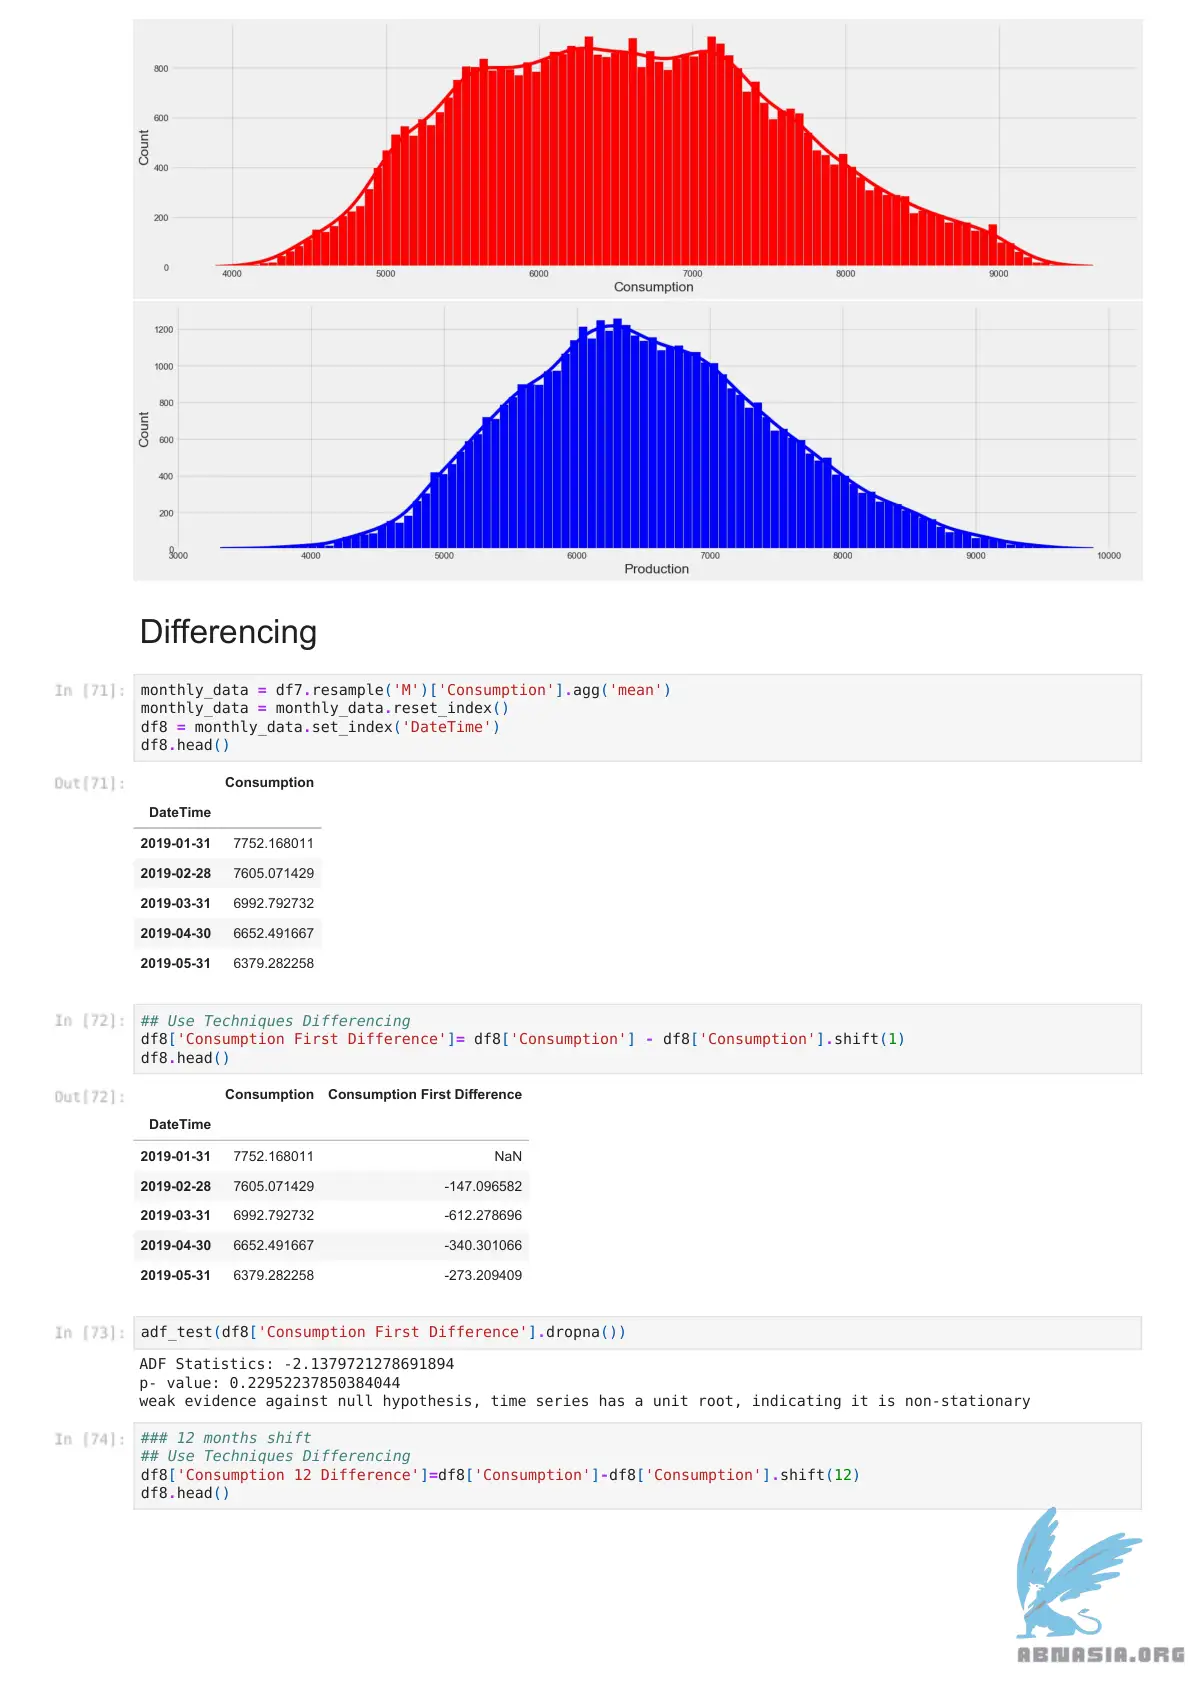 800
600
400
200
0
Count
4000 5000 6000 7000 8000 9000
Consumption
1200
1000
800
600
400
200
0
Count
3000 4000 5000 6000 7000 8000 9000 10000
Production
Differencing
In [71]:
monthly_data = df7.resample('M')['Consumption'].agg('mean')
monthly_data = monthly_data.reset_index()
df8 = monthly_data.set_index('DateTime')
df8.head()
Out[71]:
Consumption
DateTime
2019-01-31 7752.168011
2019-02-28 7605.071429
2019-03-31 6992.792732
2019-04-30 6652.491667
2019-05-31 6379.282258
In [72]:
## Use Techniques Differencing
df8['Consumption First Difference']= df8['Consumption'] - df8['Consumption'].shift(1)
df8.head()
Out[72]:
Consumption Consumption First Difference
DateTime
2019-01-31 7752.168011 NaN
2019-02-28 7605.071429 -147.096582
2019-03-31 6992.792732 -612.278696
2019-04-30 6652.491667 -340.301066
2019-05-31 6379.282258 -273.209409
In [73]:
adf_test(df8['Consumption First Difference'].dropna())
ADF Statistics: -2.1379721278691894
p- value: 0.22952237850384044
weak evidence against null hypothesis, time series has a unit root, indicating it is non-stationary
In [74]:
### 12 months shift
## Use Techniques Differencing
df8['Consumption 12 Difference']=df8['Consumption']-df8['Consumption'].shift(12)
df8.head()
ABNASIA.ORG